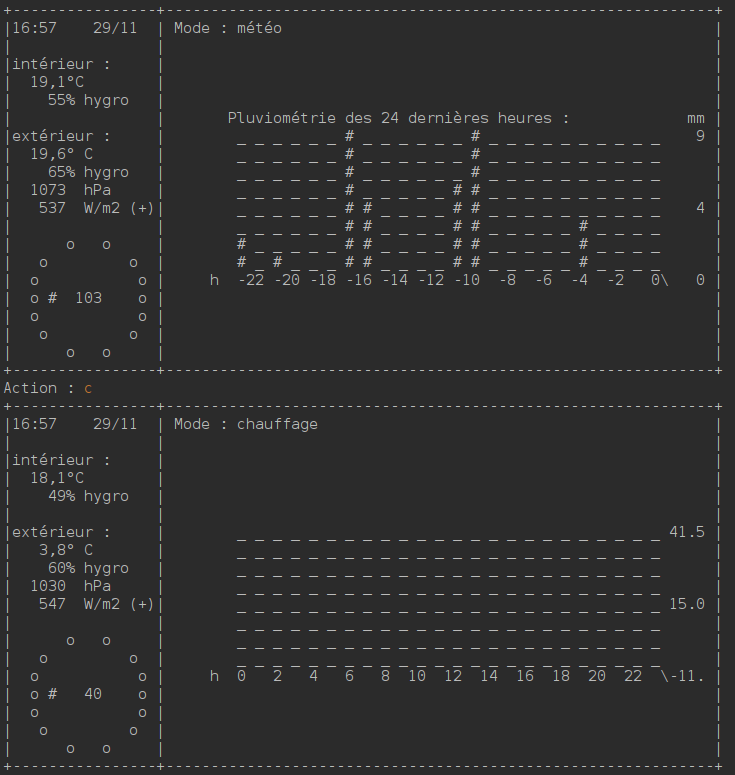 +----------------+-------------------------------------------------------------+
|16:57    29/11  | Mode : météo                                                |
|                |                                                             |
|intérieur :     |                                                             |
|  19,1°C        |                                                             |
|    55% hygro   |                                                             |
|                |       Pluviométrie des 24 dernières heures :             mm |
|extérieur :     |        _ _ _ _ _ _ # _ _ _ _ _ _ # _ _ _ _ _ _ _ _ _ _    9 |
|  19,6° C       |        _ _ _ _ _ _ # _ _ _ _ _ _ # _ _ _ _ _ _ _ _ _ _      |
|    65% hygro   |        _ _ _ _ _ _ # _ _ _ _ _ _ # _ _ _ _ _ _ _ _ _ _      |
|  1073  hPa     |        _ _ _ _ _ _ # _ _ _ _ _ # # _ _ _ _ _ _ _ _ _ _      |
|   537  W/m2 (+)|        _ _ _ _ _ _ # # _ _ _ _ # # _ _ _ _ _ _ _ _ _ _    4 |
|                |        _ _ _ _ _ _ # # _ _ _ _ # # _ _ _ _ _ # _ _ _ _      |
|      o   o     |        # _ _ _ _ _ # # _ _ _ _ # # _ _ _ _ _ # _ _ _ _      |
|   o         o  |        # _ # _ _ _ # # _ _ _ _ # # _ _ _ _ _ # _ _ _ _      |
|  o           o |     h  -22 -20 -18 -16 -14 -12 -10  -8  -6  -4  -2   0\   0 |
|  o #  103    o |                                                             |
|  o           o |                                                             |
|   o         o  |                                                             |
|      o   o     |                                                             |
+----------------+-------------------------------------------------------------+
Action : c
+----------------+-------------------------------------------------------------+
|16:57    29/11  | Mode : chauffage                                            |
|                |                                                             |
|intérieur :     |                                                             |
|  18,1°C        |                                                             |
|    49% hygro   |                                                             |
|                |                                                             |
|extérieur :     |        _ _ _ _ _ _ _ _ _ _ _ _ _ _ _ _ _ _ _ _ _ _ _ _ 41.5 |
|   3,8° C       |        _ _ _ _ _ _ _ _ _ _ _ _ _ _ _ _ _ _ _ _ _ _ _ _      |
|    60% hygro   |        _ _ _ _ _ _ _ _ _ _ _ _ _ _ _ _ _ _ _ _ _ _ _ _      |
|  1030  hPa     |        _ _ _ _ _ _ _ _ _ _ _ _ _ _ _ _ _ _ _ _ _ _ _ _      |
|   547  W/m2 (+)|        _ _ _ _ _ _ _ _ _ _ _ _ _ _ _ _ _ _ _ _ _ _ _ _ 15.0 |
|                |        _ _ _ _ _ _ _ _ _ _ _ _ _ _ _ _ _ _ _ _ _ _ _ _      |
|      o   o     |        _ _ _ _ _ _ _ _ _ _ _ _ _ _ _ _ _ _ _ _ _ _ _ _      |
|   o         o  |        _ _ _ _ _ _ _ _ _ _ _ _ _ _ _ _ _ _ _ _ _ _ _ _      |
|  o           o |     h  0   2   4   6   8  10  12  14  16  18  20  22  \-11. |
|  o #   40    o |                                                             |
|  o           o |                                                             |
|   o         o  |                                                             |
|      o   o     |                                                             |
+----------------+-------------------------------------------------------------+